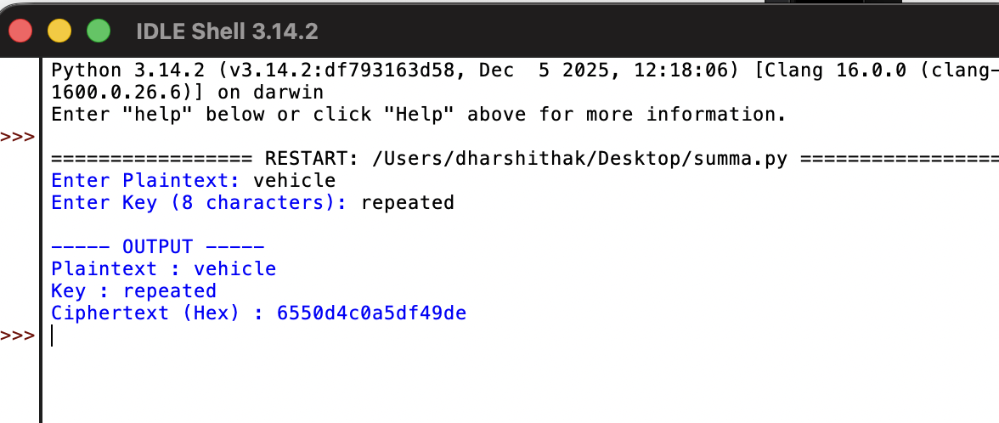 IDLE Shell 3.14.2
Python 3.14.2 (v3.14.2:df793163d58, Dec  5 2025, 12:18:06) [Clang 16.0.0 (clang-
1600.0.26.6)] on darwin
Enter "help" below or click "Help" above for more information.
>>>
================= RESTART: /Users/dharshithak/Desktop/summa.py =================
Enter Plaintext: vehicle
Enter Key (8 characters): repeated
----- OUTPUT -----
Plaintext : vehicle
Key : repeated
Ciphertext (Hex) : 6550d4c0a5df49de
>>>